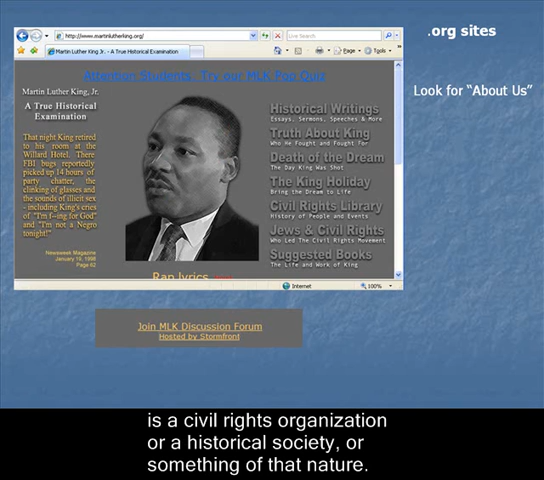 .org sites
http://www.martinlutherking.org/
Live Search
Martin Luther King Jr. - A True Historical Examination
Page
Tools
Look for “About Us”
Attention Students: Try our MLK Pop Quiz
Martin Luther King, Jr.
A True Historical
Examination
That night King retired
to his room at the
Willard Hotel. There
FBI bugs reportedly
picked up 14 hours of
party chatter, the
clinking of glasses and
the sounds of illicit sex
- including King's cries
of "I'm f--ing for God"
and "I'm not a Negro
tonight!"
Newsweek Magazine
January 19, 1998
Page 62
Historical Writings
Essays, Sermons, Speeches & More
Truth About King
Who He Fought and Fought For
Death of the Dream
The Day King Was Shot
The King Holiday
Bring the Dream to Life
Civil Rights Library
History of People and Events
Jews & Civil Rights
Who Led The Civil Rights Movement
Suggested Books
The Life and Work of King
Rap lyrics
Internet
100%
Join MLK Discussion Forum
Hosted by Stormfront
is a civil rights organization
or a historical society, or
something of that nature.